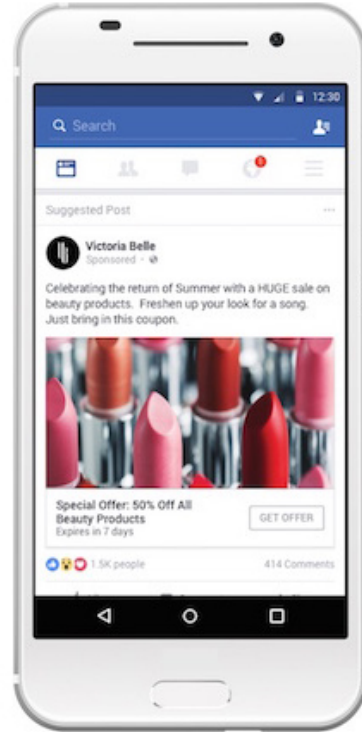 12:30
Search
Suggested Post
Victoria Belle
Sponsored
Celebrating the return of Summer with a HUGE sale on
beauty products. Freshen up your look for a song.
Just bring in this coupon.
Special Offer: 50% Off All
Beauty Products
Expires in 7 days
GET OFFER
1.5K people
414 Comments